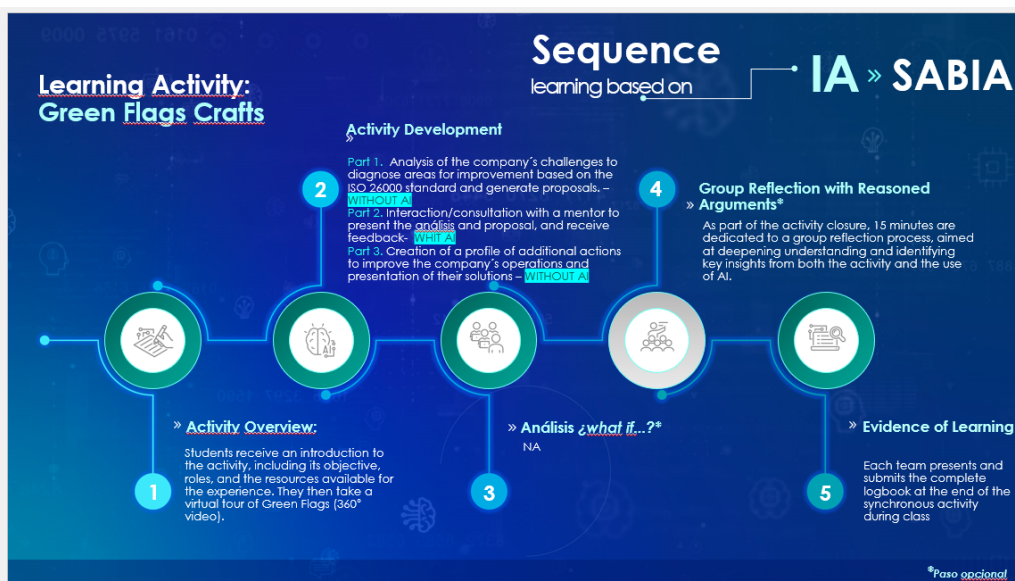 Learning Activity:
Green Flags Crafts
Sequence
learning based on
IA » SABIA
1
» Activity Overview:
Students receive an introduction to
the activity, including its objective,
roles, and the resources available for
the experience. They then take a
virtual tour of Green Flags (360°
video).
2
Activity Development
»
Part 1. Analysis of the company´s challenges to
diagnose areas for improvement based on the
ISO 26000 standard and generate proposals. –
WITHOUT AI
Part 2. Interaction/consultation with a mentor to
present the análisis and proposal, and receive
feedback- WHIT AI
Part 3. Creation of a profile of additional actions
to improve the company´s operations and
presentation of their solutions – WITHOUT AI
AI
3
» Análisis ¿what if...?*
NA
4
Group Reflection with Reasoned
» Arguments*
As part of the activity closure, 15 minutes are
dedicated to a group reflection process, aimed
at deepening understanding and identifying
key insights from both the activity and the use
of AI.
5
» Evidence of Learning
Each team presents and
submits the complete
logbook at the end of the
synchronous activity
during class
*Paso opcional